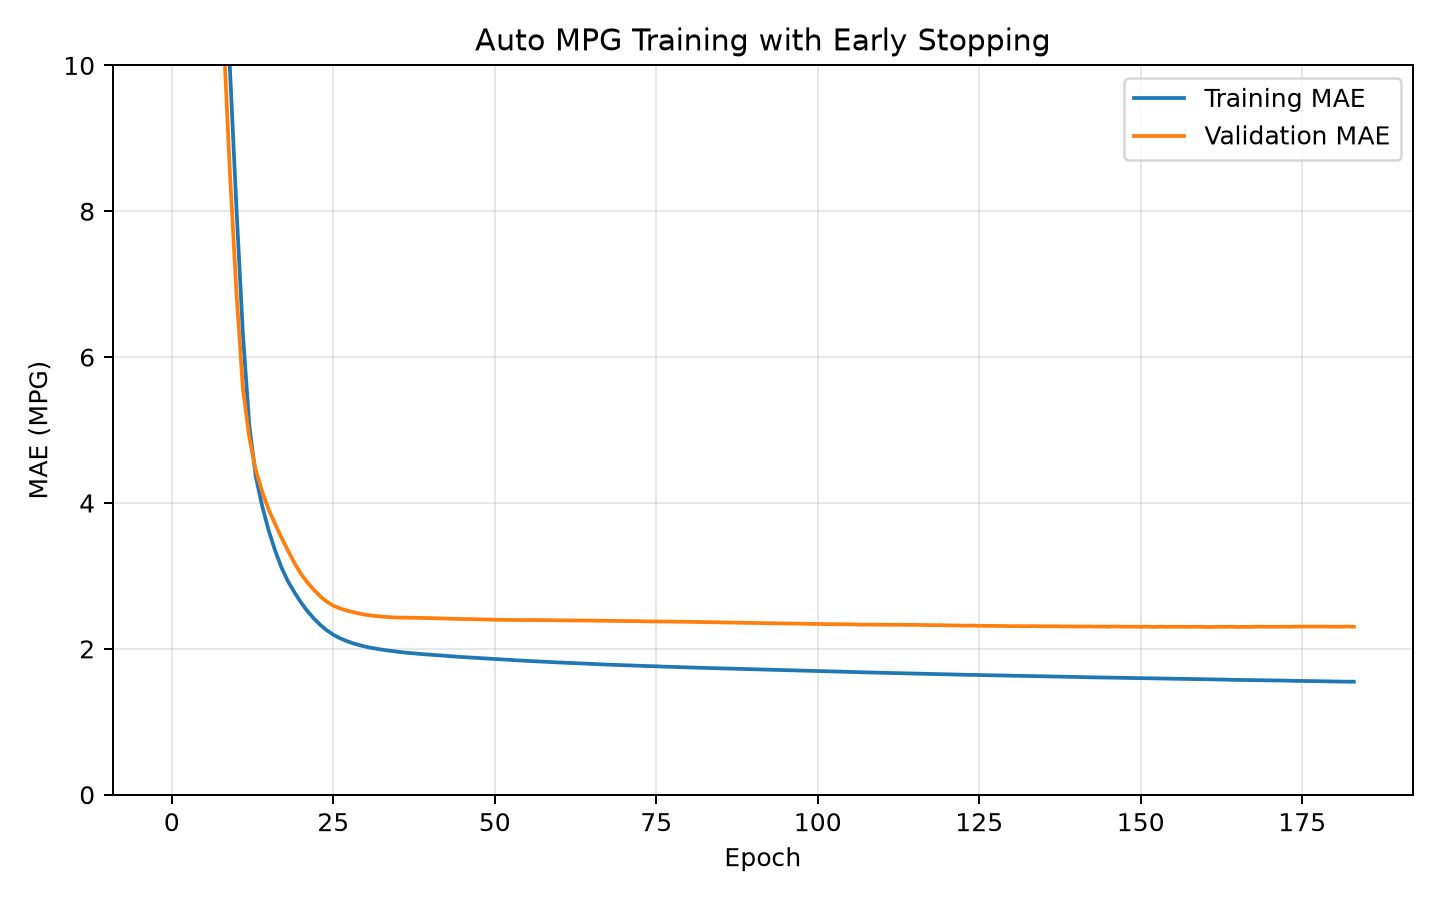 Auto MPG Training with Early Stopping
Training MAE
Validation MAE
MAE (MPG)
10
8
6
4
2
0
0 25 50 75 100 125 150 175
Epoch